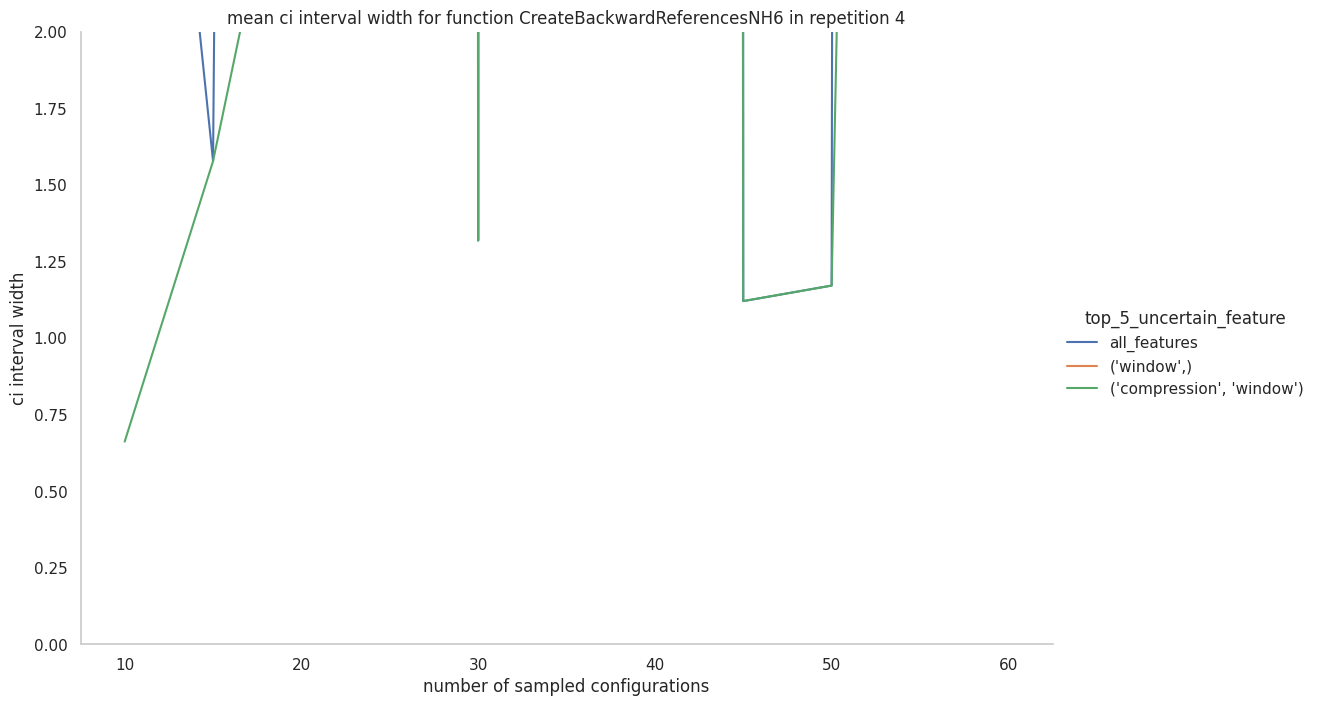 mean ci interval width for function CreateBackwardReferencesNH6 in repetition 4
2.00
1.75
1.50
1.25
1.00
0.75
0.50
0.25
0.00
ci interval width
10
20
30
40
50
60
number of sampled configurations
top_5_uncertain_feature
all_features
('window',)
('compression', 'window')